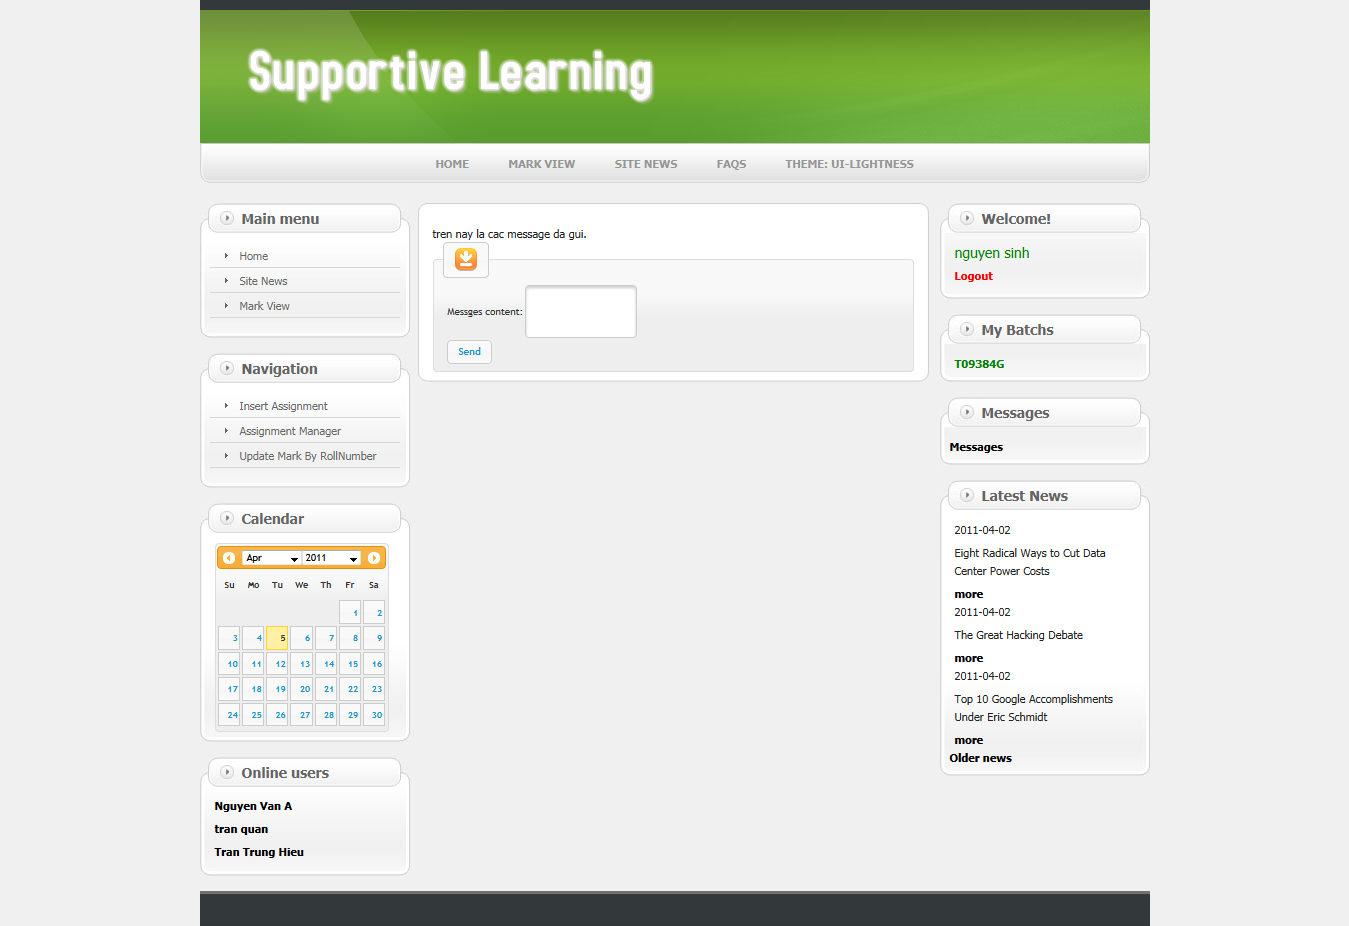 Supportive Learning
HOME MARK VIEW SITE NEWS FAQS THEME: UI-LIGHTNESS
Main menu
Home
Site News
Mark View
Navigation
Insert Assignment
Assignment Manager
Update Mark By RollNumber
Calendar
Apr 2011
Su Mo Tu We Th Fr Sa
1 2
3 4 5 6 7 8 9
10 11 12 13 14 15 16
17 18 19 20 21 22 23
24 25 26 27 28 29 30
Online users
Nguyen Van A
tran quan
Tran Trung Hieu
tren nay la cac message da gui.
Messges content:
Send
Welcome!
nguyen sinh
Logout
My Batchs
T09384G
Messages
Messages
Latest News
2011-04-02
Eight Radical Ways to Cut Data
Center Power Costs
more
2011-04-02
The Great Hacking Debate
more
2011-04-02
Top 10 Google Accomplishments
Under Eric Schmidt
more
Older news